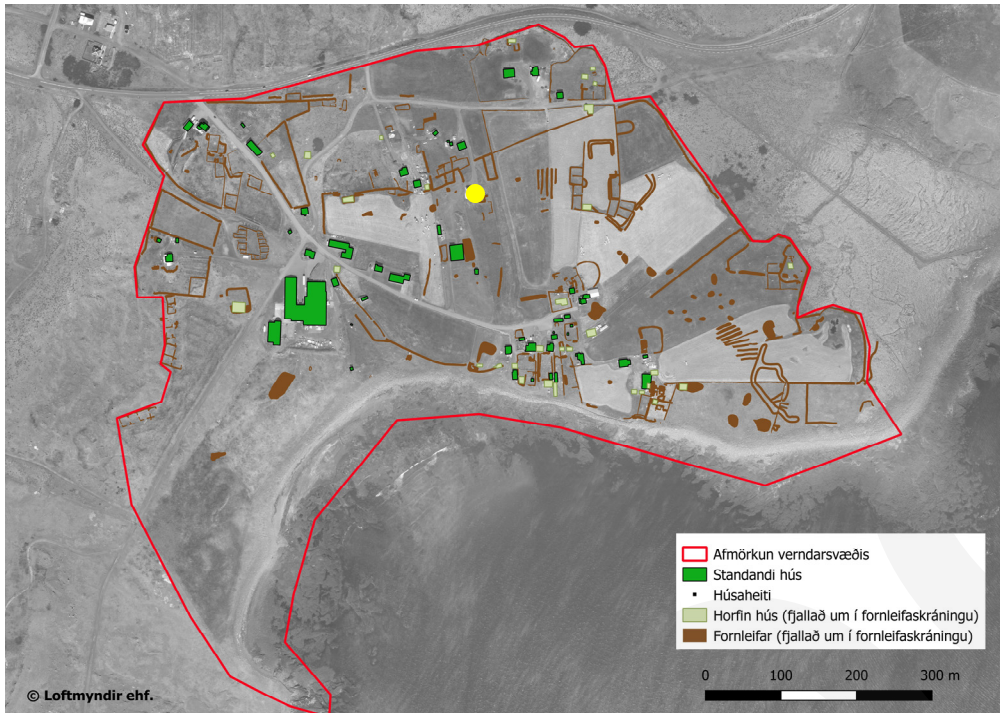 Afmörkun verndarsvæðis
Standandi hús
Húsaheiti
Horfin hús (fjallað um í fornleifaskráningu)
Fornleifar (fjallað um í fornleifaskráningu)
0 100 200 300 m
© Loftmyndir ehf.